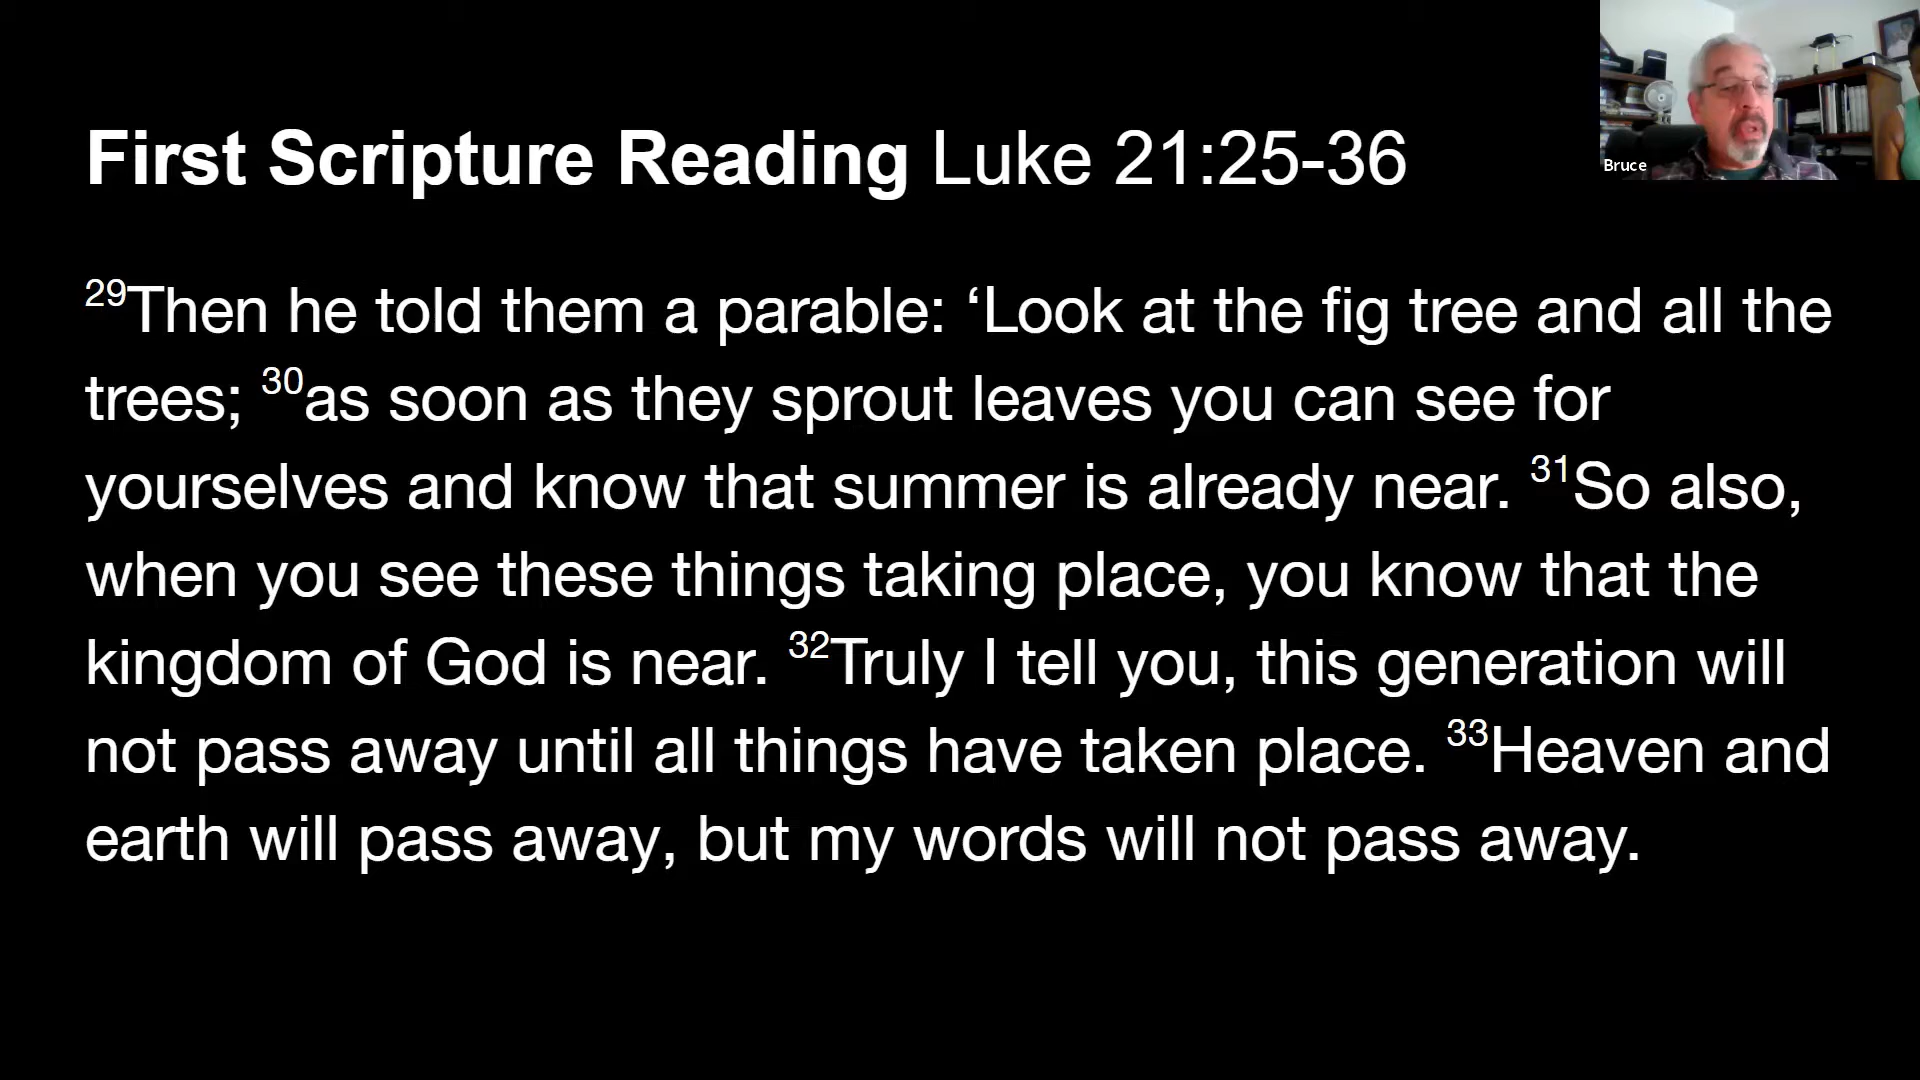 First Scripture Reading Luke 21:25-36
Bruce
29Then he told them a parable: ‘Look at the fig tree and all the
trees; 30as soon as they sprout leaves you can see for
yourselves and know that summer is already near. 31So also,
when you see these things taking place, you know that the
kingdom of God is near. 32Truly I tell you, this generation will
not pass away until all things have taken place. 33Heaven and
earth will pass away, but my words will not pass away.